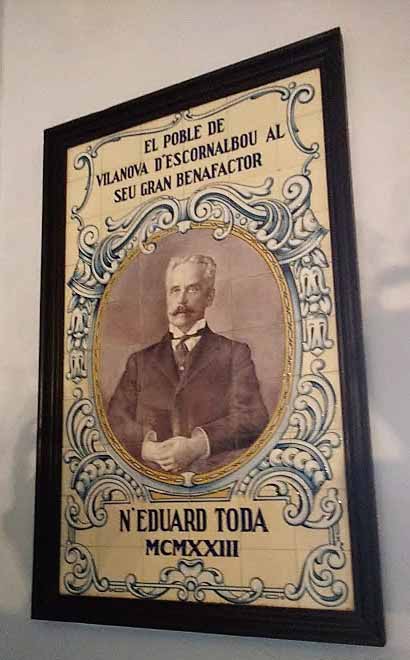 EL POBLE DE
VILANOVA D'ESCORNALBOU AL
SEU GRAN BENAFACTOR
N'EDUARD TODA
MCMXXIII